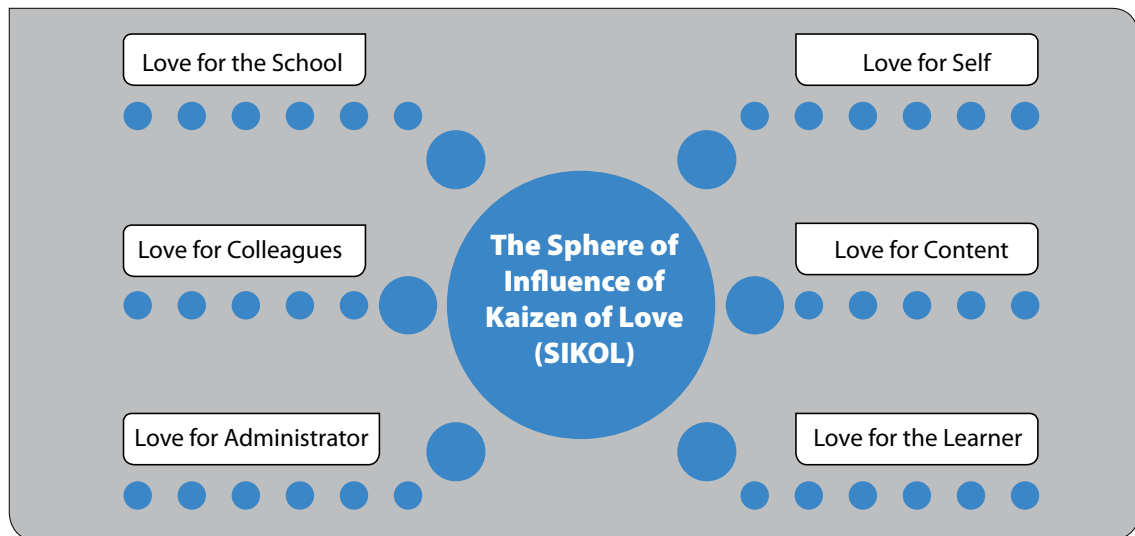 Love for the School
Love for Self
Love for Colleagues
Love for Content
The Sphere of
Influence of
Kaizen of Love
(SIKOL)
Love for Administrator
Love for the Learner